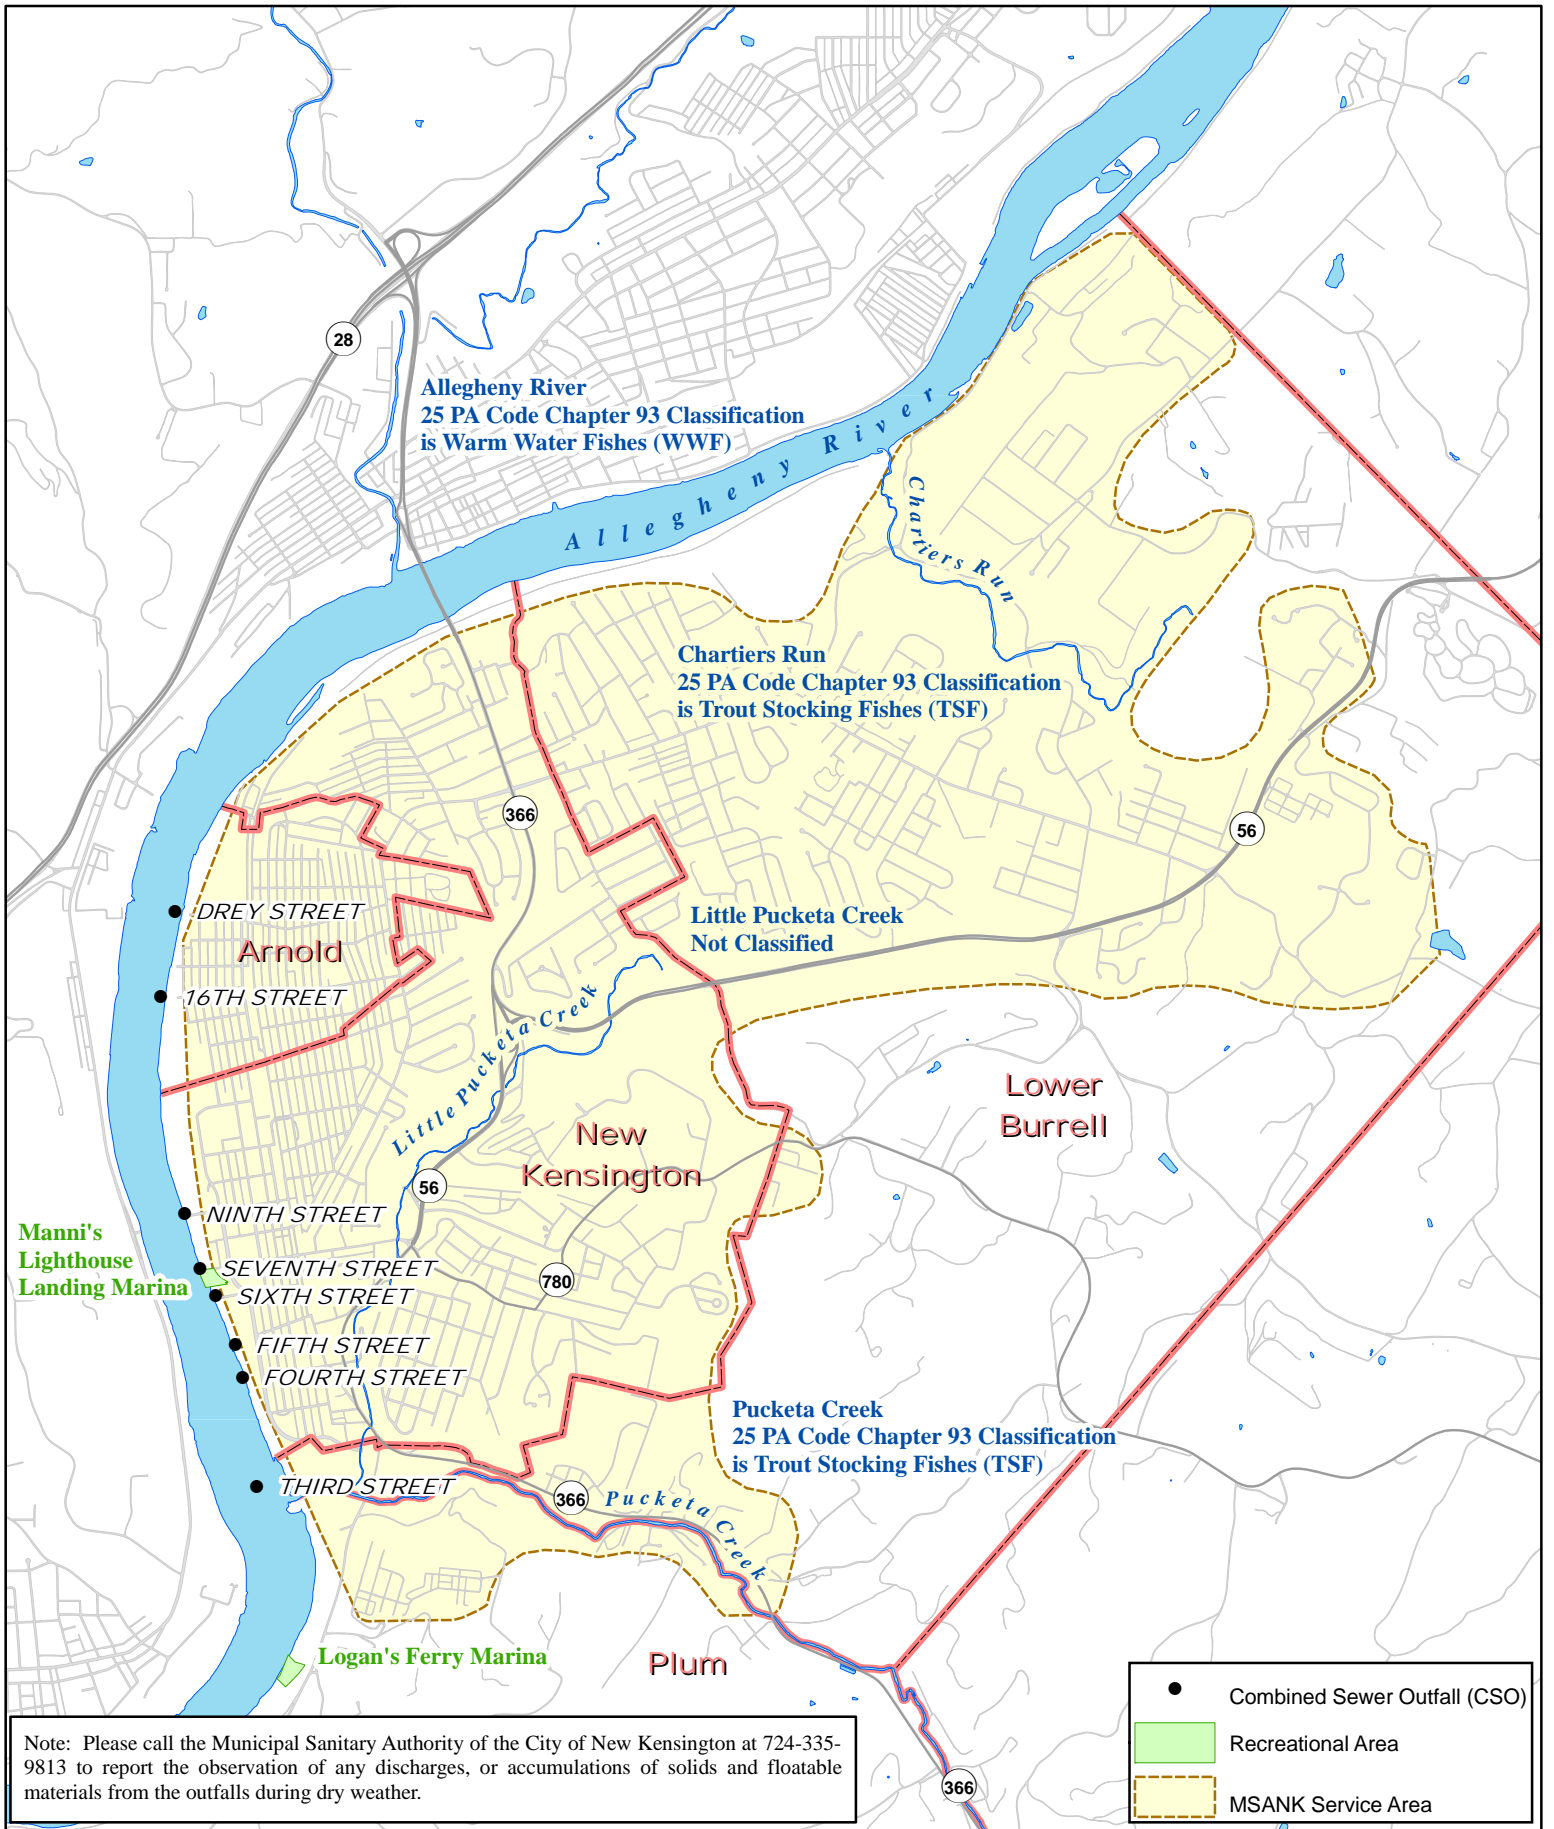 28
Allegheny River
25 PA Code Chapter 93 Classification
is Warm Water Fishes (WWF)
Allegheny River
Chartiers Run
Chartiers Run
25 PA Code Chapter 93 Classification
is Trout Stocking Fishes (TSF)
366
56
DREY STREET
Arnold
Little Pucketa Creek
Not Classified
16TH STREET
Little Pucketa Creek
Lower
Burrell
New
Kensington
56
NINTH STREET
Manni's
Lighthouse
Landing Marina
SEVENTH STREET
780
SIXTH STREET
FIFTH STREET
FOURTH STREET
Pucketa Creek
25 PA Code Chapter 93 Classification
is Trout Stocking Fishes (TSF)
THIRD STREET
366
Pucketa Creek
Logan's Ferry Marina
Plum
366
Combined Sewer Outfall (CSO)
Recreational Area
MSANK Service Area
Note: Please call the Municipal Sanitary Authority of the City of New Kensington at 724-335-
9813 to report the observation of any discharges, or accumulations of solids and floatable
materials from the outfalls during dry weather.